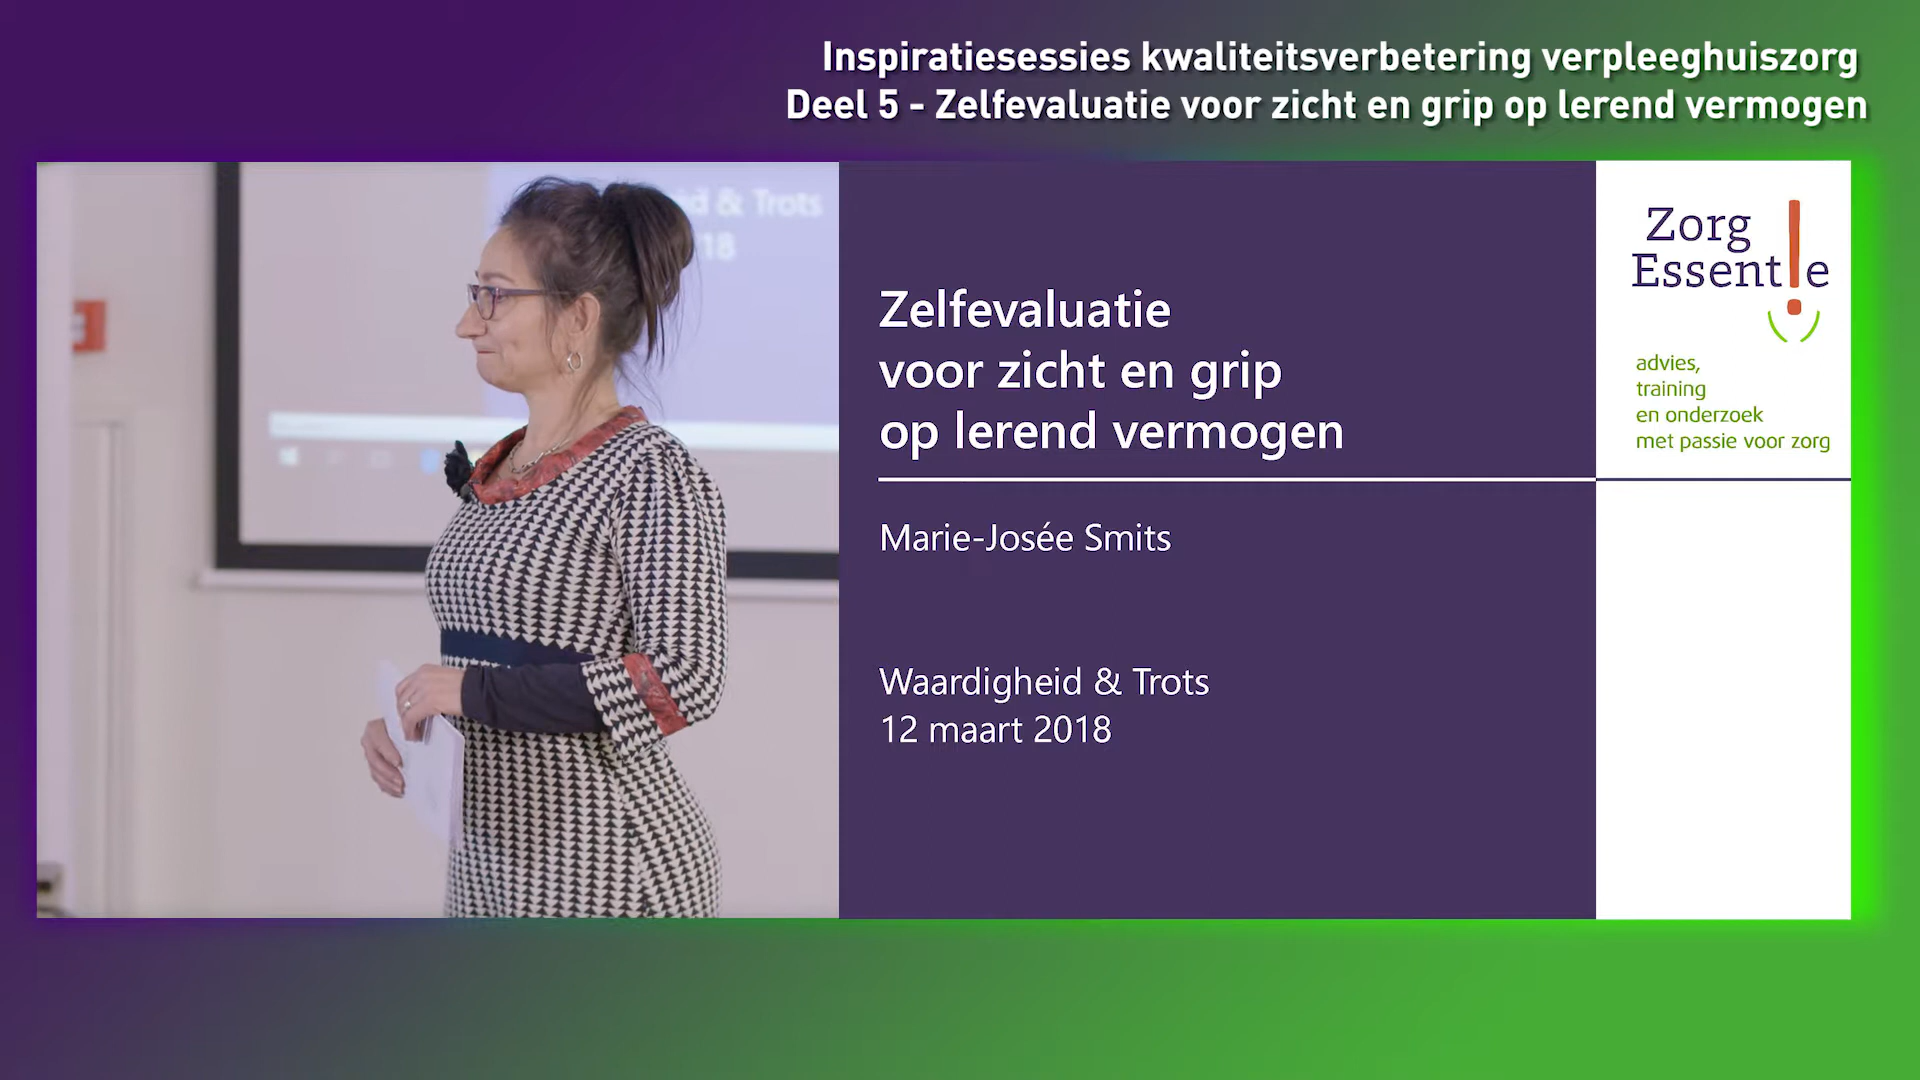 Inspiratiesessies kwaliteitsverbetering verpleeghuiszorg
Deel 5 - Zelfevaluatie voor zicht en grip op lerend vermogen
& Trots
18
Zelfevaluatie
voor zicht en grip
op lerend vermogen
Marie-Josée Smits
Waardigheid & Trots
12 maart 2018
Zorg
Essent!e
advies,
training
en onderzoek
met passie voor zorg